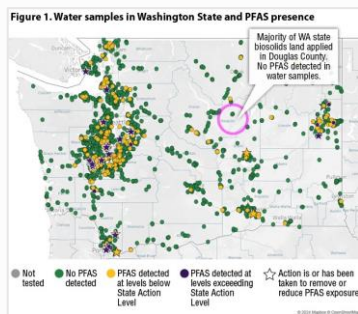 Figure 1. Water samples in Washington State and PFAS presence
Majority of WA state
biosolids land applied
in Douglas County.
No PFAS detected in
water samples.
Not
tested
No PFAS
detected
PFAS detected
at levels below
State Action
Level
PFAS detected at
levels exceeding
State Action
Level
Action is or has been
taken to remove or
reduce PFAS exposure